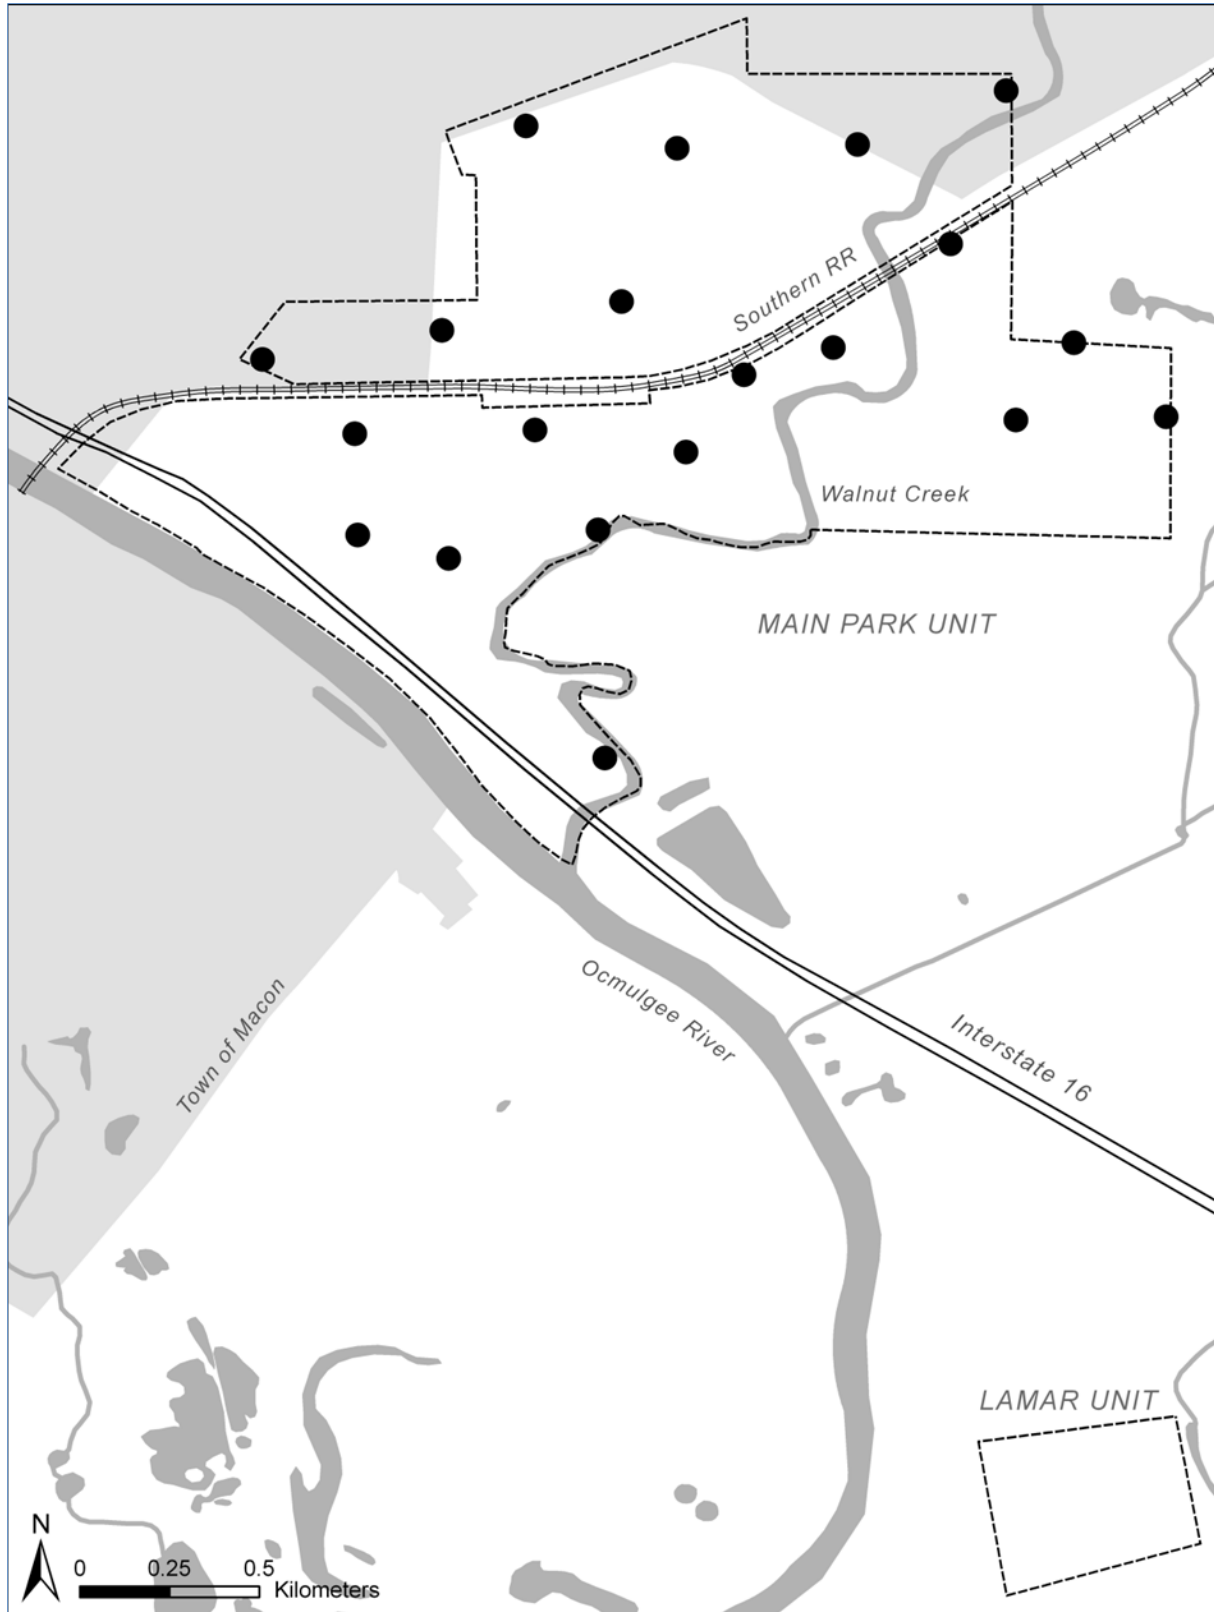 Southern RR
Walnut Creek
MAIN PARK UNIT
Ocmulgee River
Town of Macon
Interstate 16
LAMAR UNIT
N
0 0.25 0.5
Kilometers